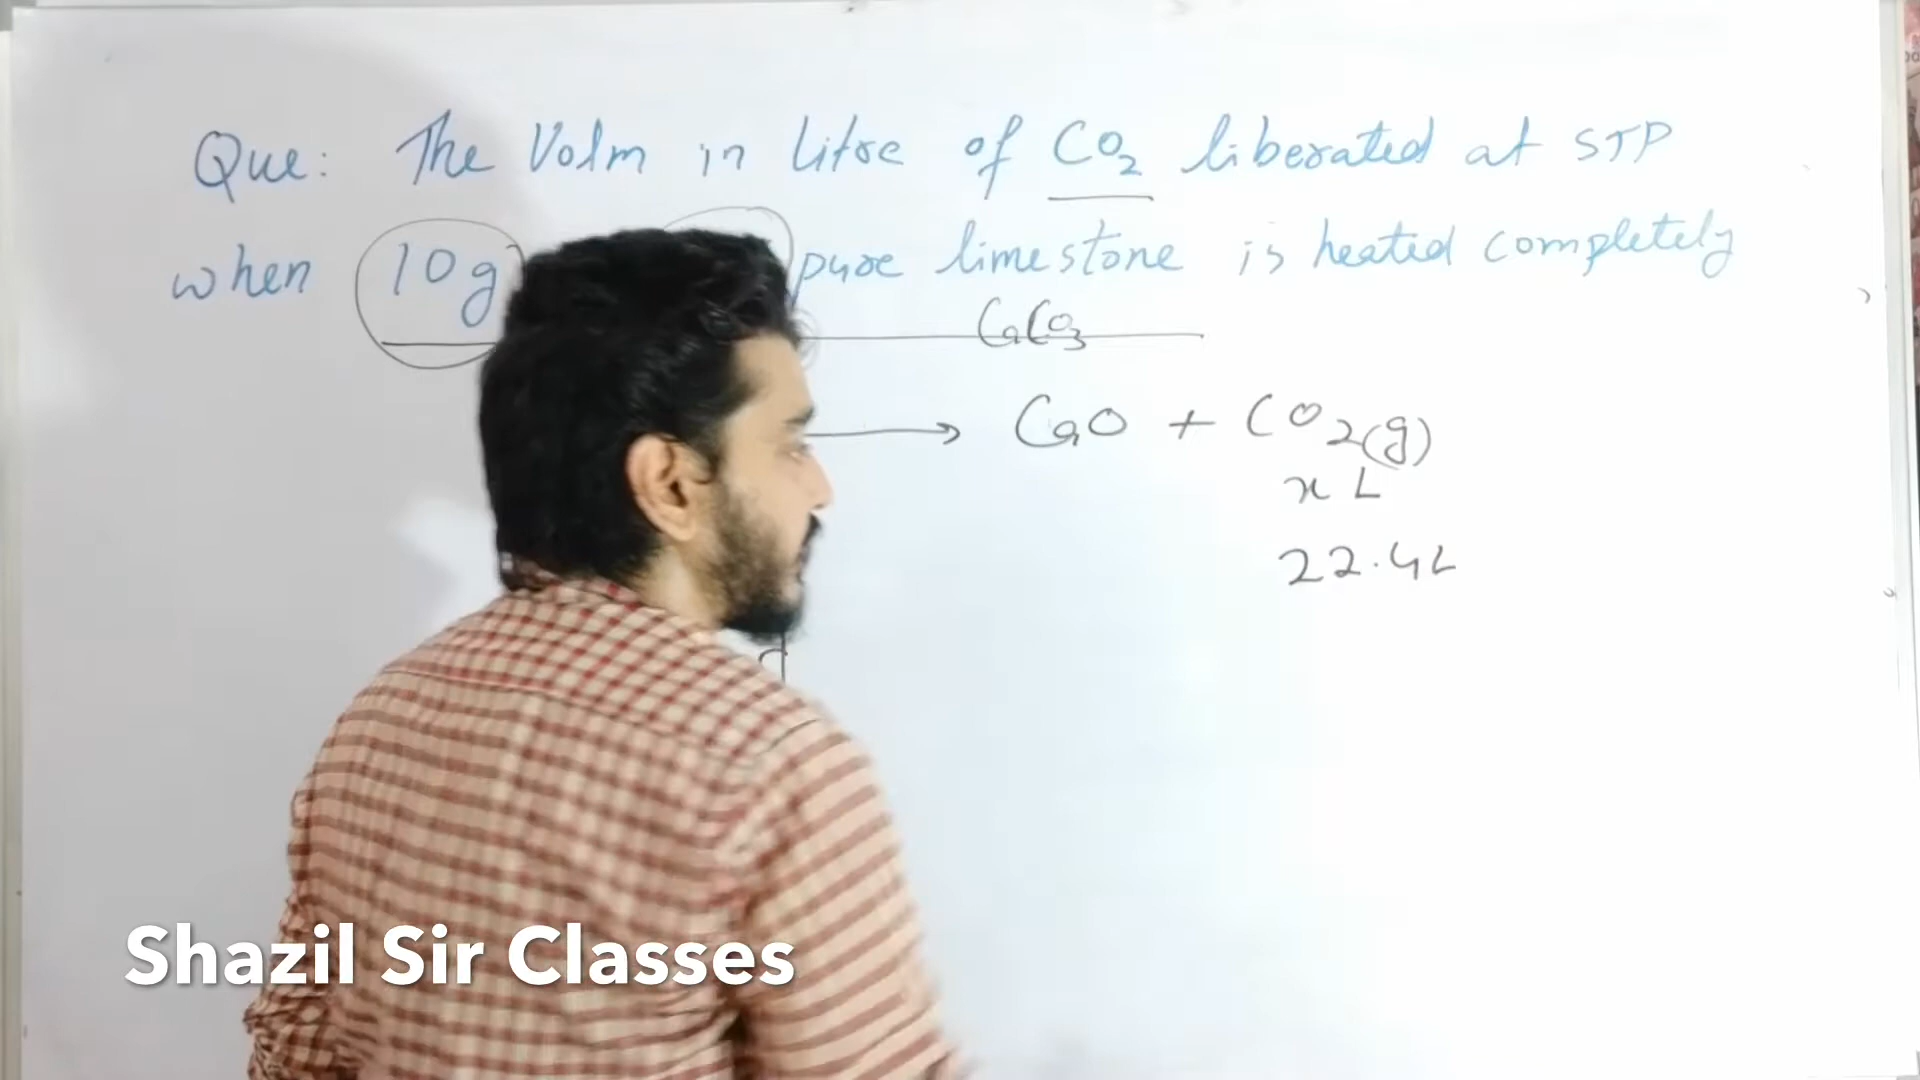 Que: The Volm in litre of CO₂ liberated at STP
when 10g pure limestone is heated completely
CaCO₃
→ CaO + CO₂(g)
x L
22.4L
Shazil Sir Classes